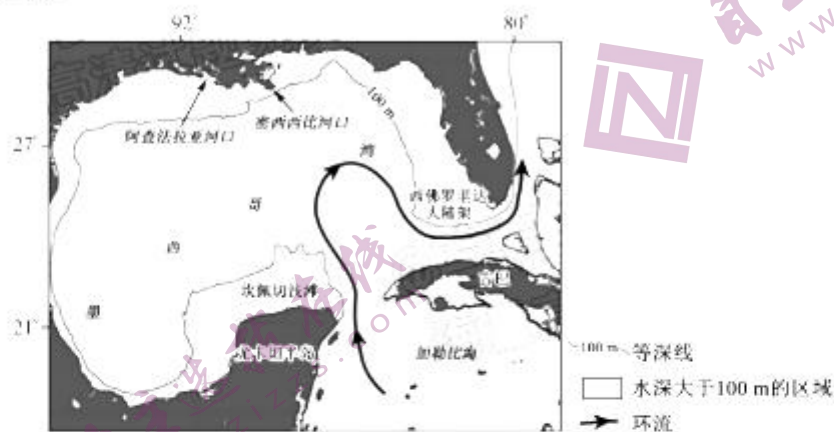 92° 80°
100 m
阿查法拉亚河口 密西西比河口
27°
湾
西佛罗里达
大陆架
哥
西
坎佩切浅滩
古巴
墨
21°
尤卡坦半岛
加勒比海
100 m 等深线
水深大于100 m的区域
环流